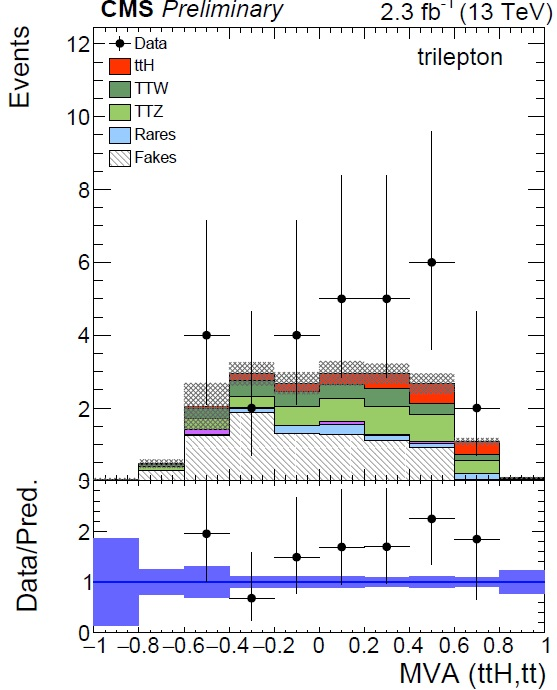 CMS Preliminary 2.3 fb⁻¹ (13 TeV)
Events
12
10
8
6
4
2
trilepton
Data
ttH
TTW
TTZ
Rares
Fakes
Data/Pred.
3
2
1
0
−1 −0.8 −0.6 −0.4 −0.2 0 0.2 0.4 0.6 0.8 1
MVA (ttH,tt)